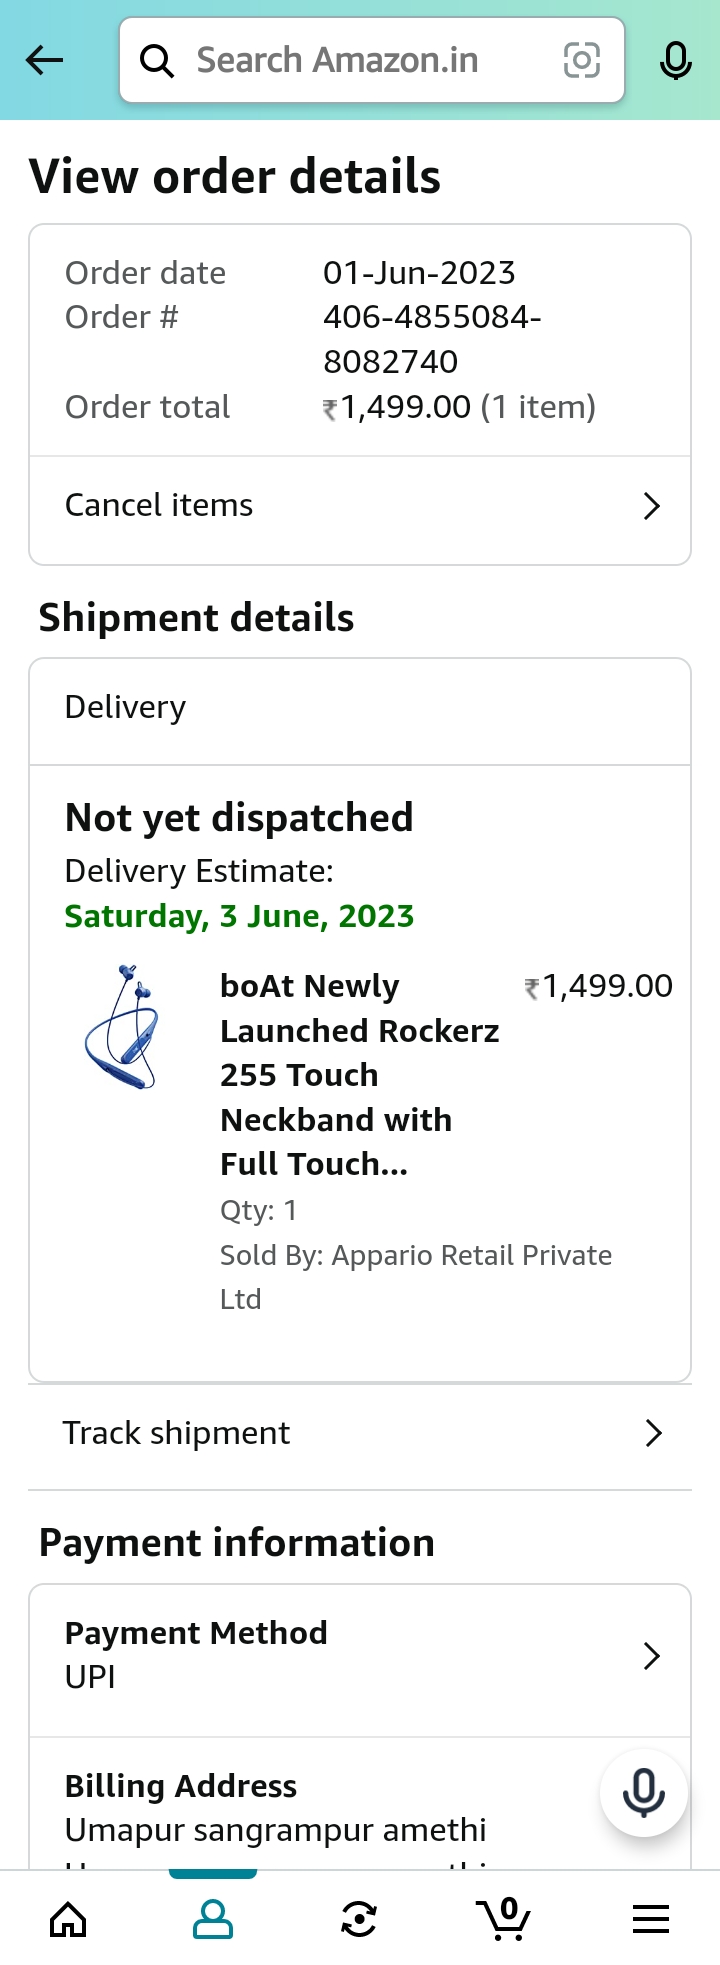 Search Amazon.in
View order details
Order date 01-Jun-2023
Order # 406-4855084-
8082740
Order total ₹1,499.00 (1 item)
Cancel items
Shipment details
Delivery
Not yet dispatched
Delivery Estimate:
Saturday, 3 June, 2023
boAt Newly ₹1,499.00
Launched Rockerz
255 Touch
Neckband with
Full Touch...
Qty: 1
Sold By: Appario Retail Private
Ltd
Track shipment
Payment information
Payment Method
UPI
Billing Address
Umapur sangrampur amethi
0